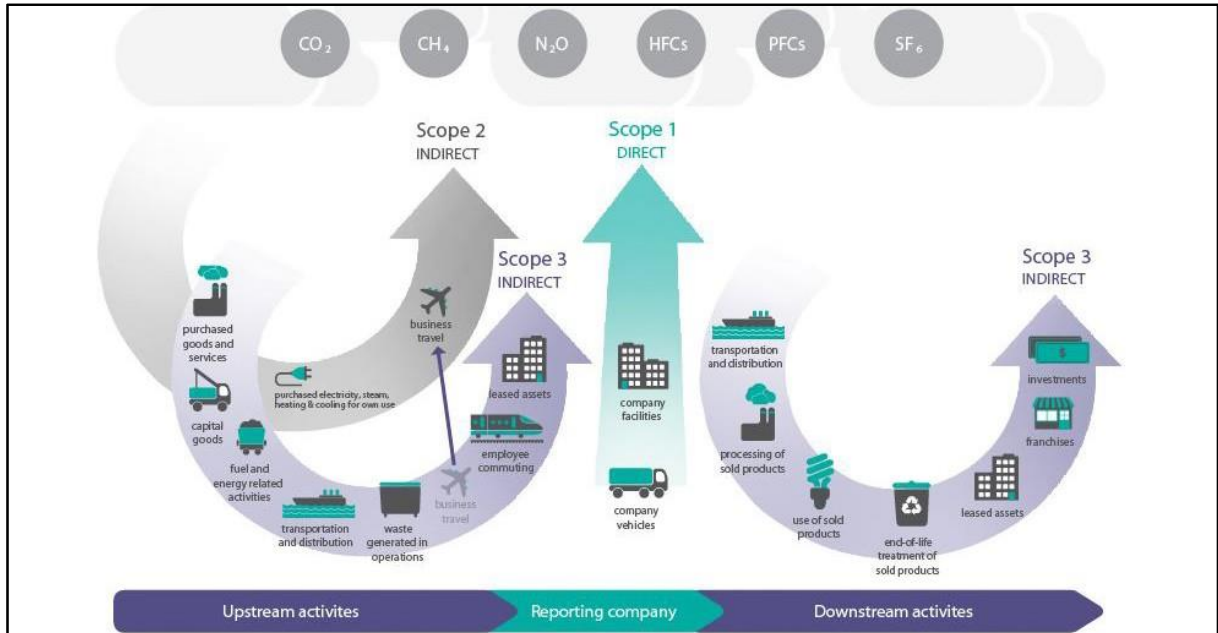 CO2
CH4
N2O
HFCs
PFCs
SF6
Scope 2
INDIRECT
Scope 1
DIRECT
Scope 3
INDIRECT
Scope 3
INDIRECT
purchased
goods and
services
capital
goods
fuel and
energy related
activities
transportation
and distribution
waste
generated in
operations
business
travel
purchased electricity, steam,
heating & cooling for own use
business
travel
leased assets
employee
commuting
company
facilities
company
vehicles
transportation
and distribution
processing of
sold products
use of sold
products
end-of-life
treatment of
sold products
leased assets
franchises
$
investments
Upstream activites
Reporting company
Downstream activites